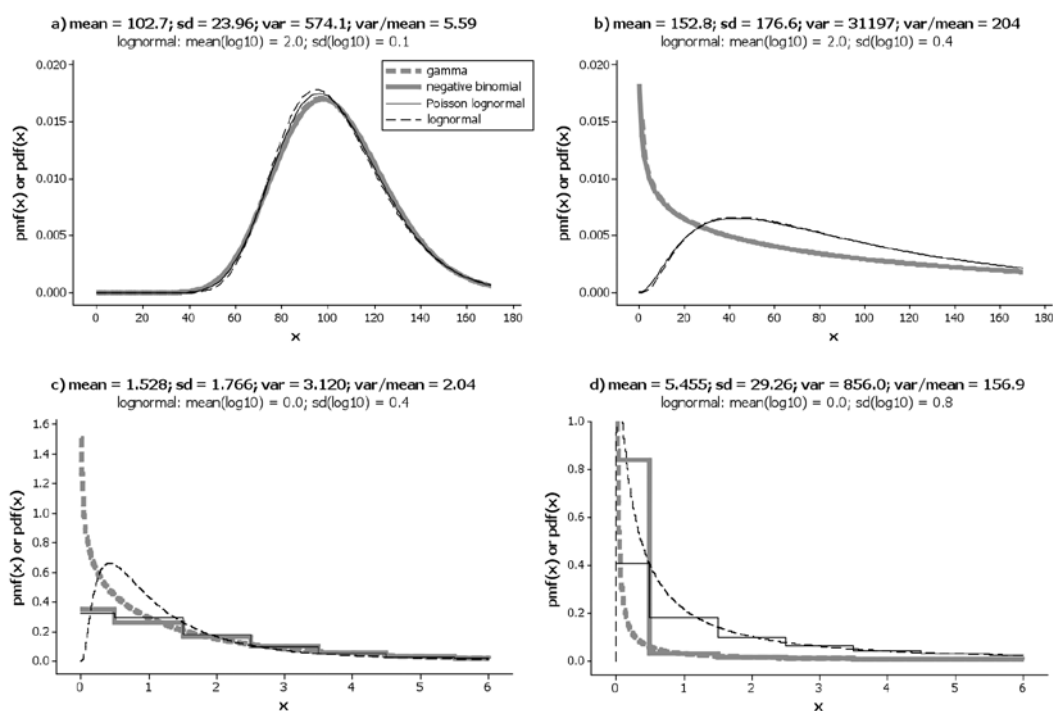 a) mean = 102.7; sd = 23.96; var = 574.1; var/mean = 5.59
lognormal: mean(log10) = 2.0; sd(log10) = 0.1
0.020
0.015
0.010
0.005
0.000
pmf(x) or pdf(x)
gamma
negative binomial
Poisson lognormal
lognormal
0 20 40 60 80 100 120 140 160 180
x
b) mean = 152.8; sd = 176.6; var = 31197; var/mean = 204
lognormal: mean(log10) = 2.0; sd(log10) = 0.4
0.020
0.015
0.010
0.005
0.000
pmf(x) or pdf(x)
0 20 40 60 80 100 120 140 160 180
x
c) mean = 1.528; sd = 1.766; var = 3.120; var/mean = 2.04
lognormal: mean(log10) = 0.0; sd(log10) = 0.4
1.6
1.4
1.2
1.0
0.8
0.6
0.4
0.2
0.0
pmf(x) or pdf(x)
0 1 2 3 4 5 6
x
d) mean = 5.455; sd = 29.26; var = 856.0; var/mean = 156.9
lognormal: mean(log10) = 0.0; sd(log10) = 0.8
1.0
0.8
0.6
0.4
0.2
0.0
pmf(x) or pdf(x)
0 1 2 3 4 5 6
x